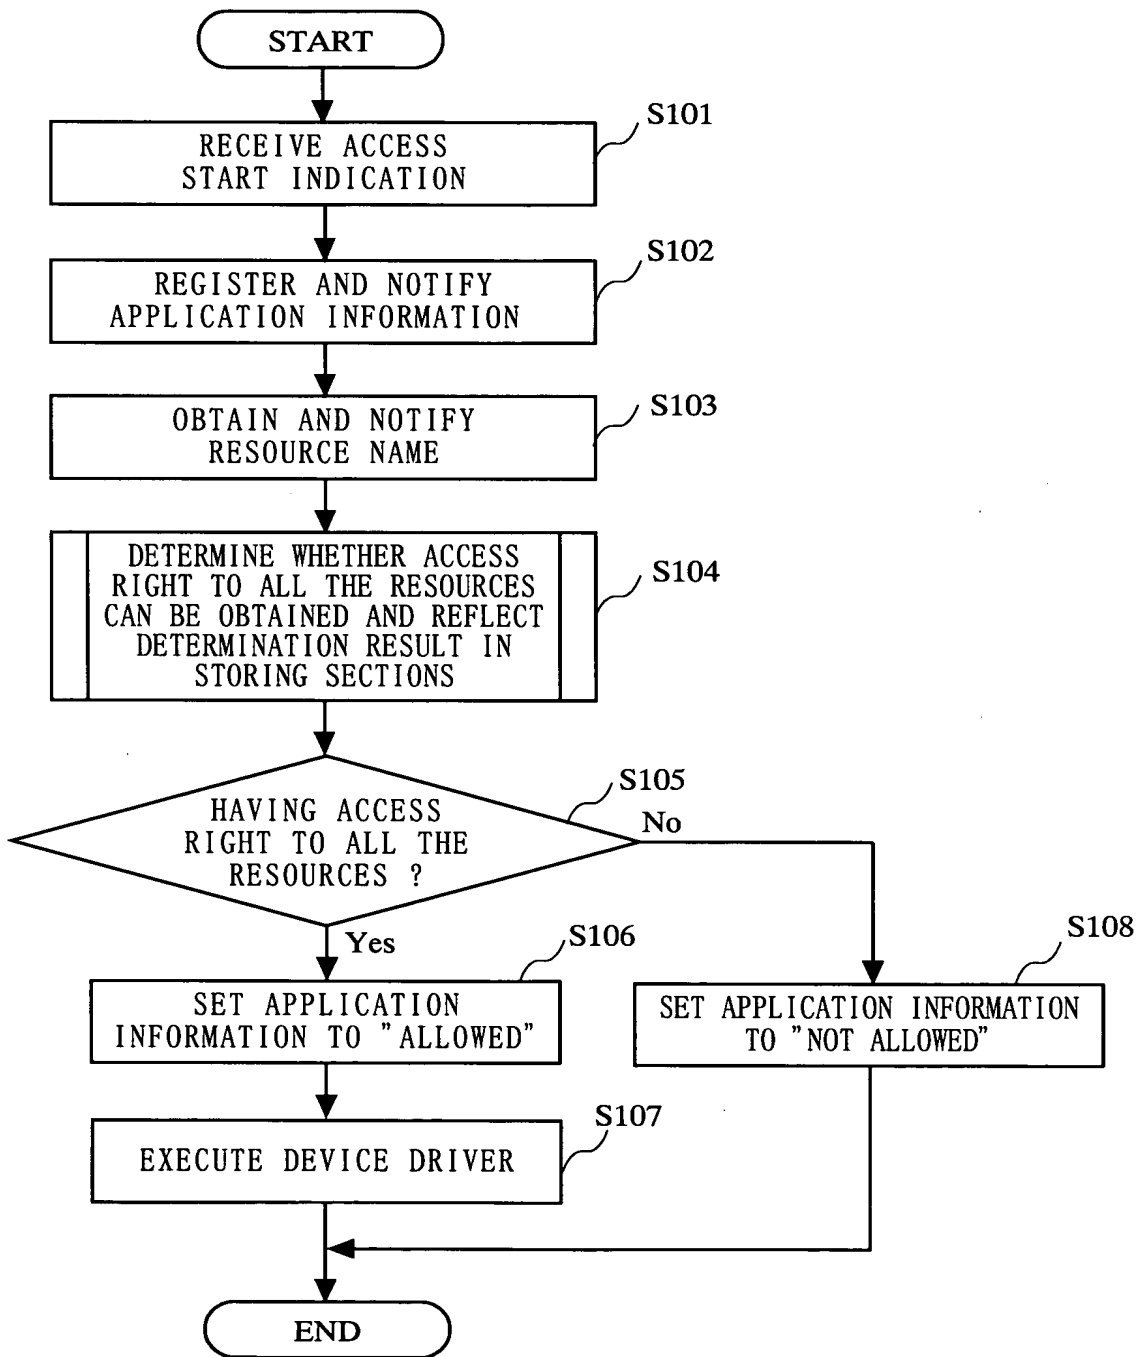 START
S101
RECEIVE ACCESS
START INDICATION
S102
REGISTER AND NOTIFY
APPLICATION INFORMATION
S103
OBTAIN AND NOTIFY
RESOURCE NAME
S104
DETERMINE WHETHER ACCESS
RIGHT TO ALL THE RESOURCES
CAN BE OBTAINED AND REFLECT
DETERMINATION RESULT IN
STORING SECTIONS
S105
HAVING ACCESS
RIGHT TO ALL THE
RESOURCES ?
No
Yes
S106
SET APPLICATION
INFORMATION TO "ALLOWED"
S108
SET APPLICATION INFORMATION
TO "NOT ALLOWED"
S107
EXECUTE DEVICE DRIVER
END